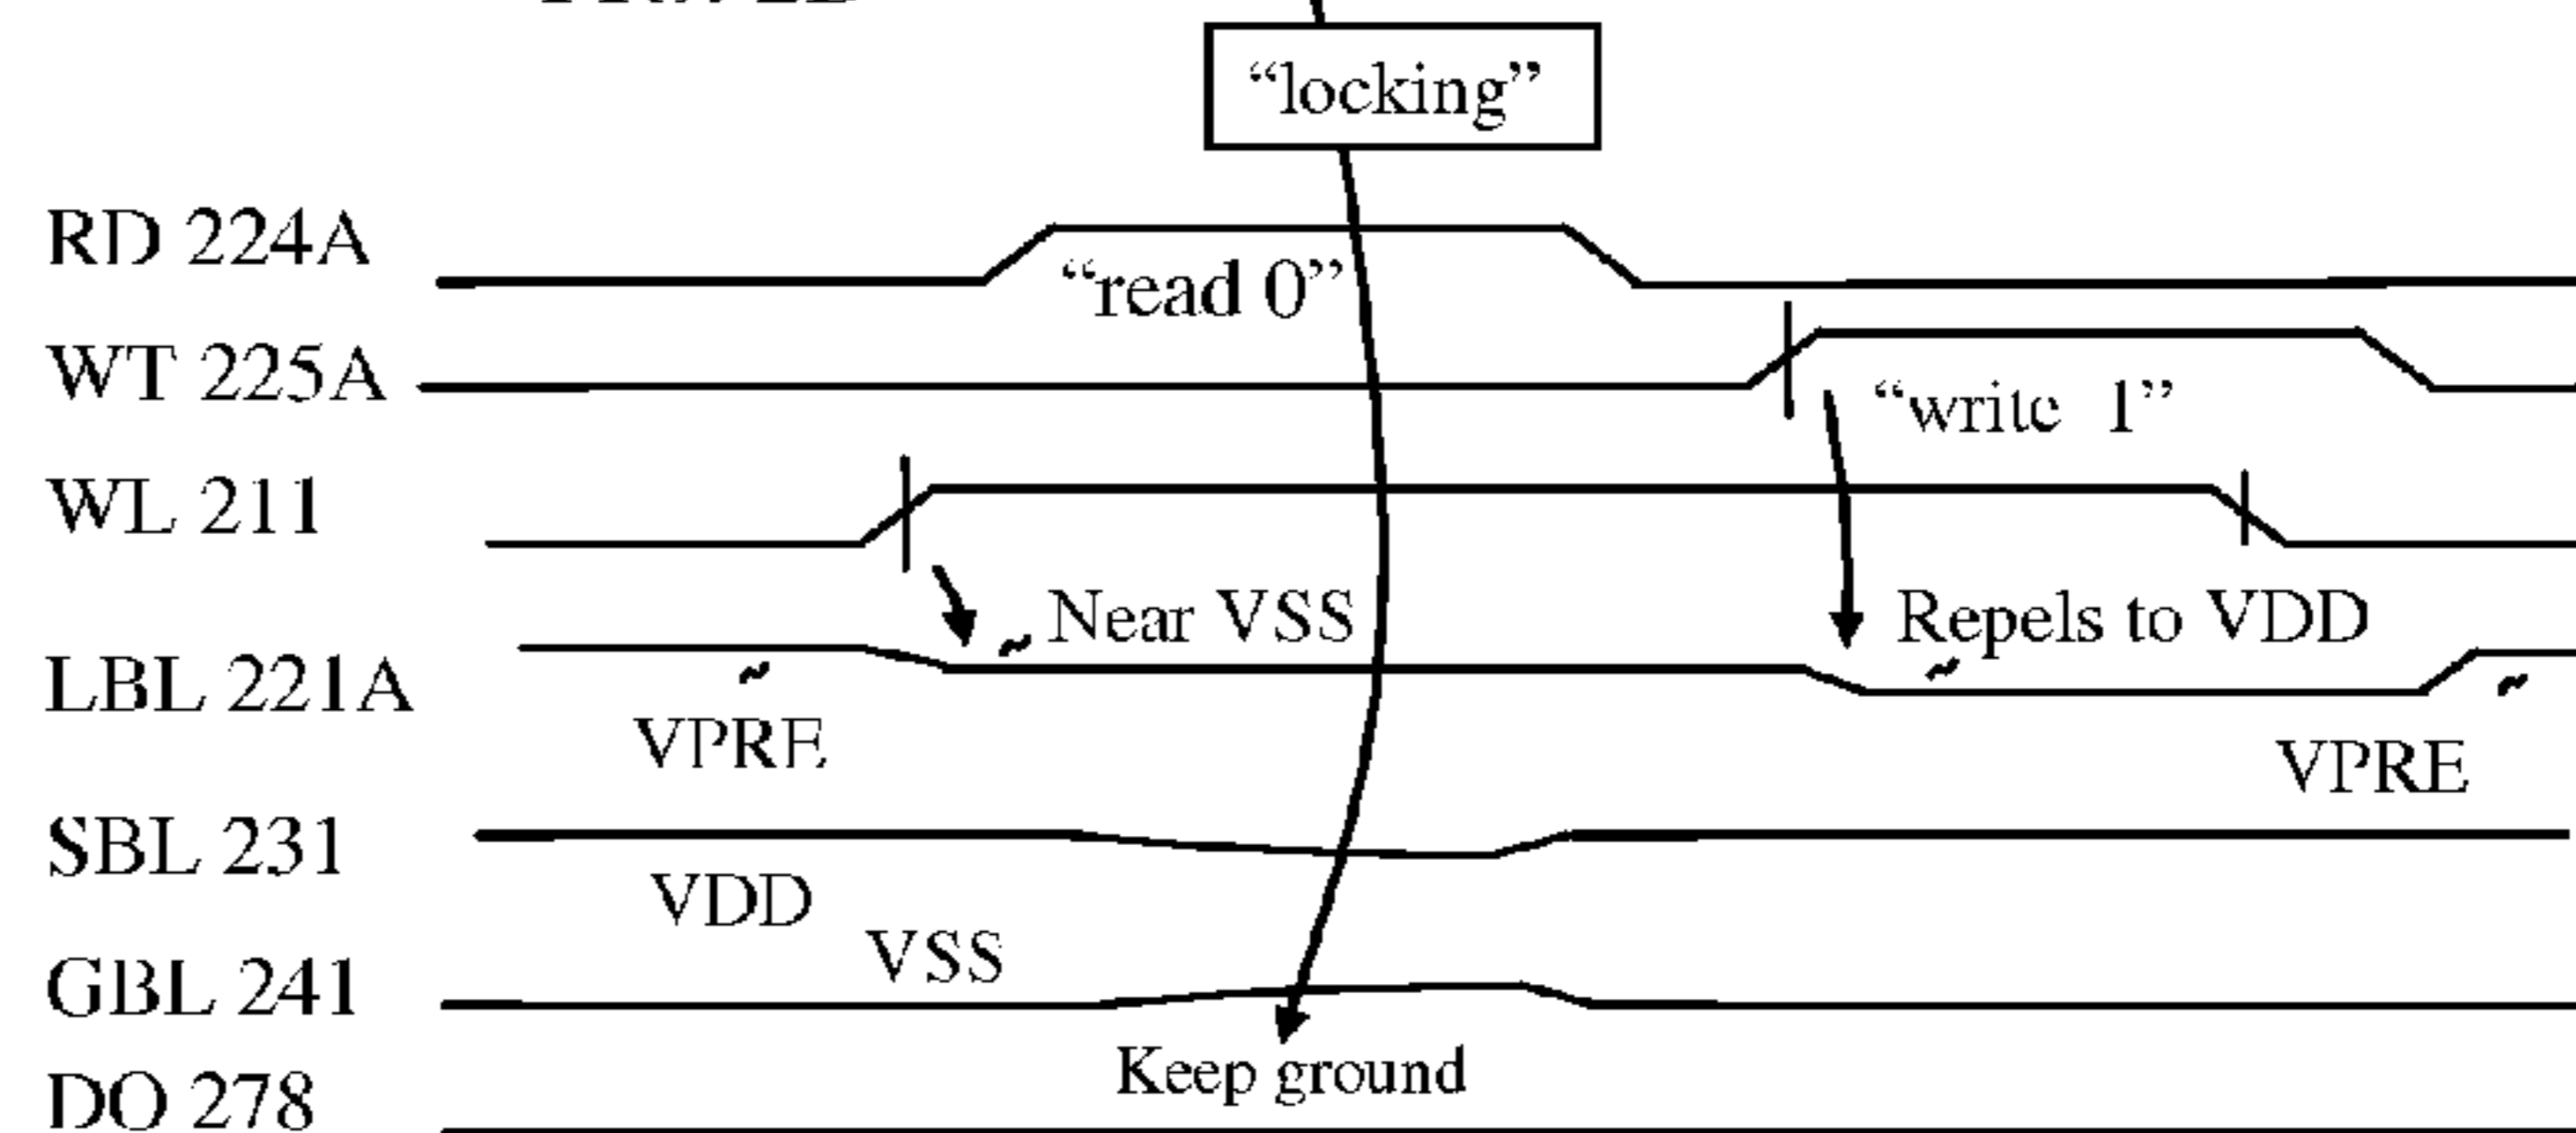 “locking”
RD 224A
“read 0”
WT 225A
“write 1”
WL 211
Near VSS
Repels to VDD
LBL 221A
VPRE
VPRE
SBL 231
VDD
VSS
GBL 241
Keep ground
DO 278